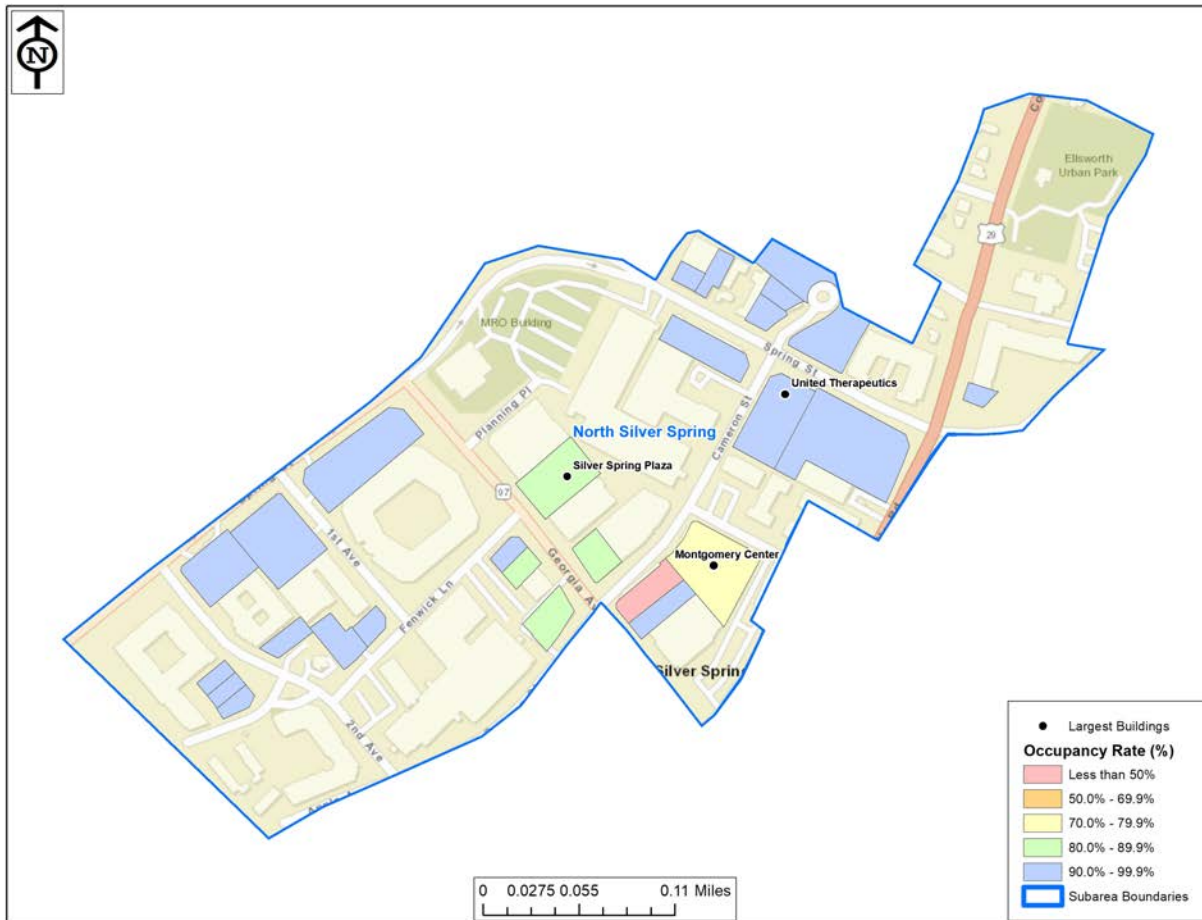 N
Co
Ellsworth
Urban Park
29
MRO Building
Spring St
United Therapeutics
Planning Pl
North Silver Spring
Cameron St
Silver Spring Plaza
97
Rd
1st Ave
Georgia Av
Montgomery Center
Fenwick Ln
Silver Spring
2nd Ave
Largest Buildings
Occupancy Rate (%)
Less than 50%
50.0% - 69.9%
70.0% - 79.9%
80.0% - 89.9%
90.0% - 99.9%
Subarea Boundaries
0 0.0275 0.055 0.11 Miles